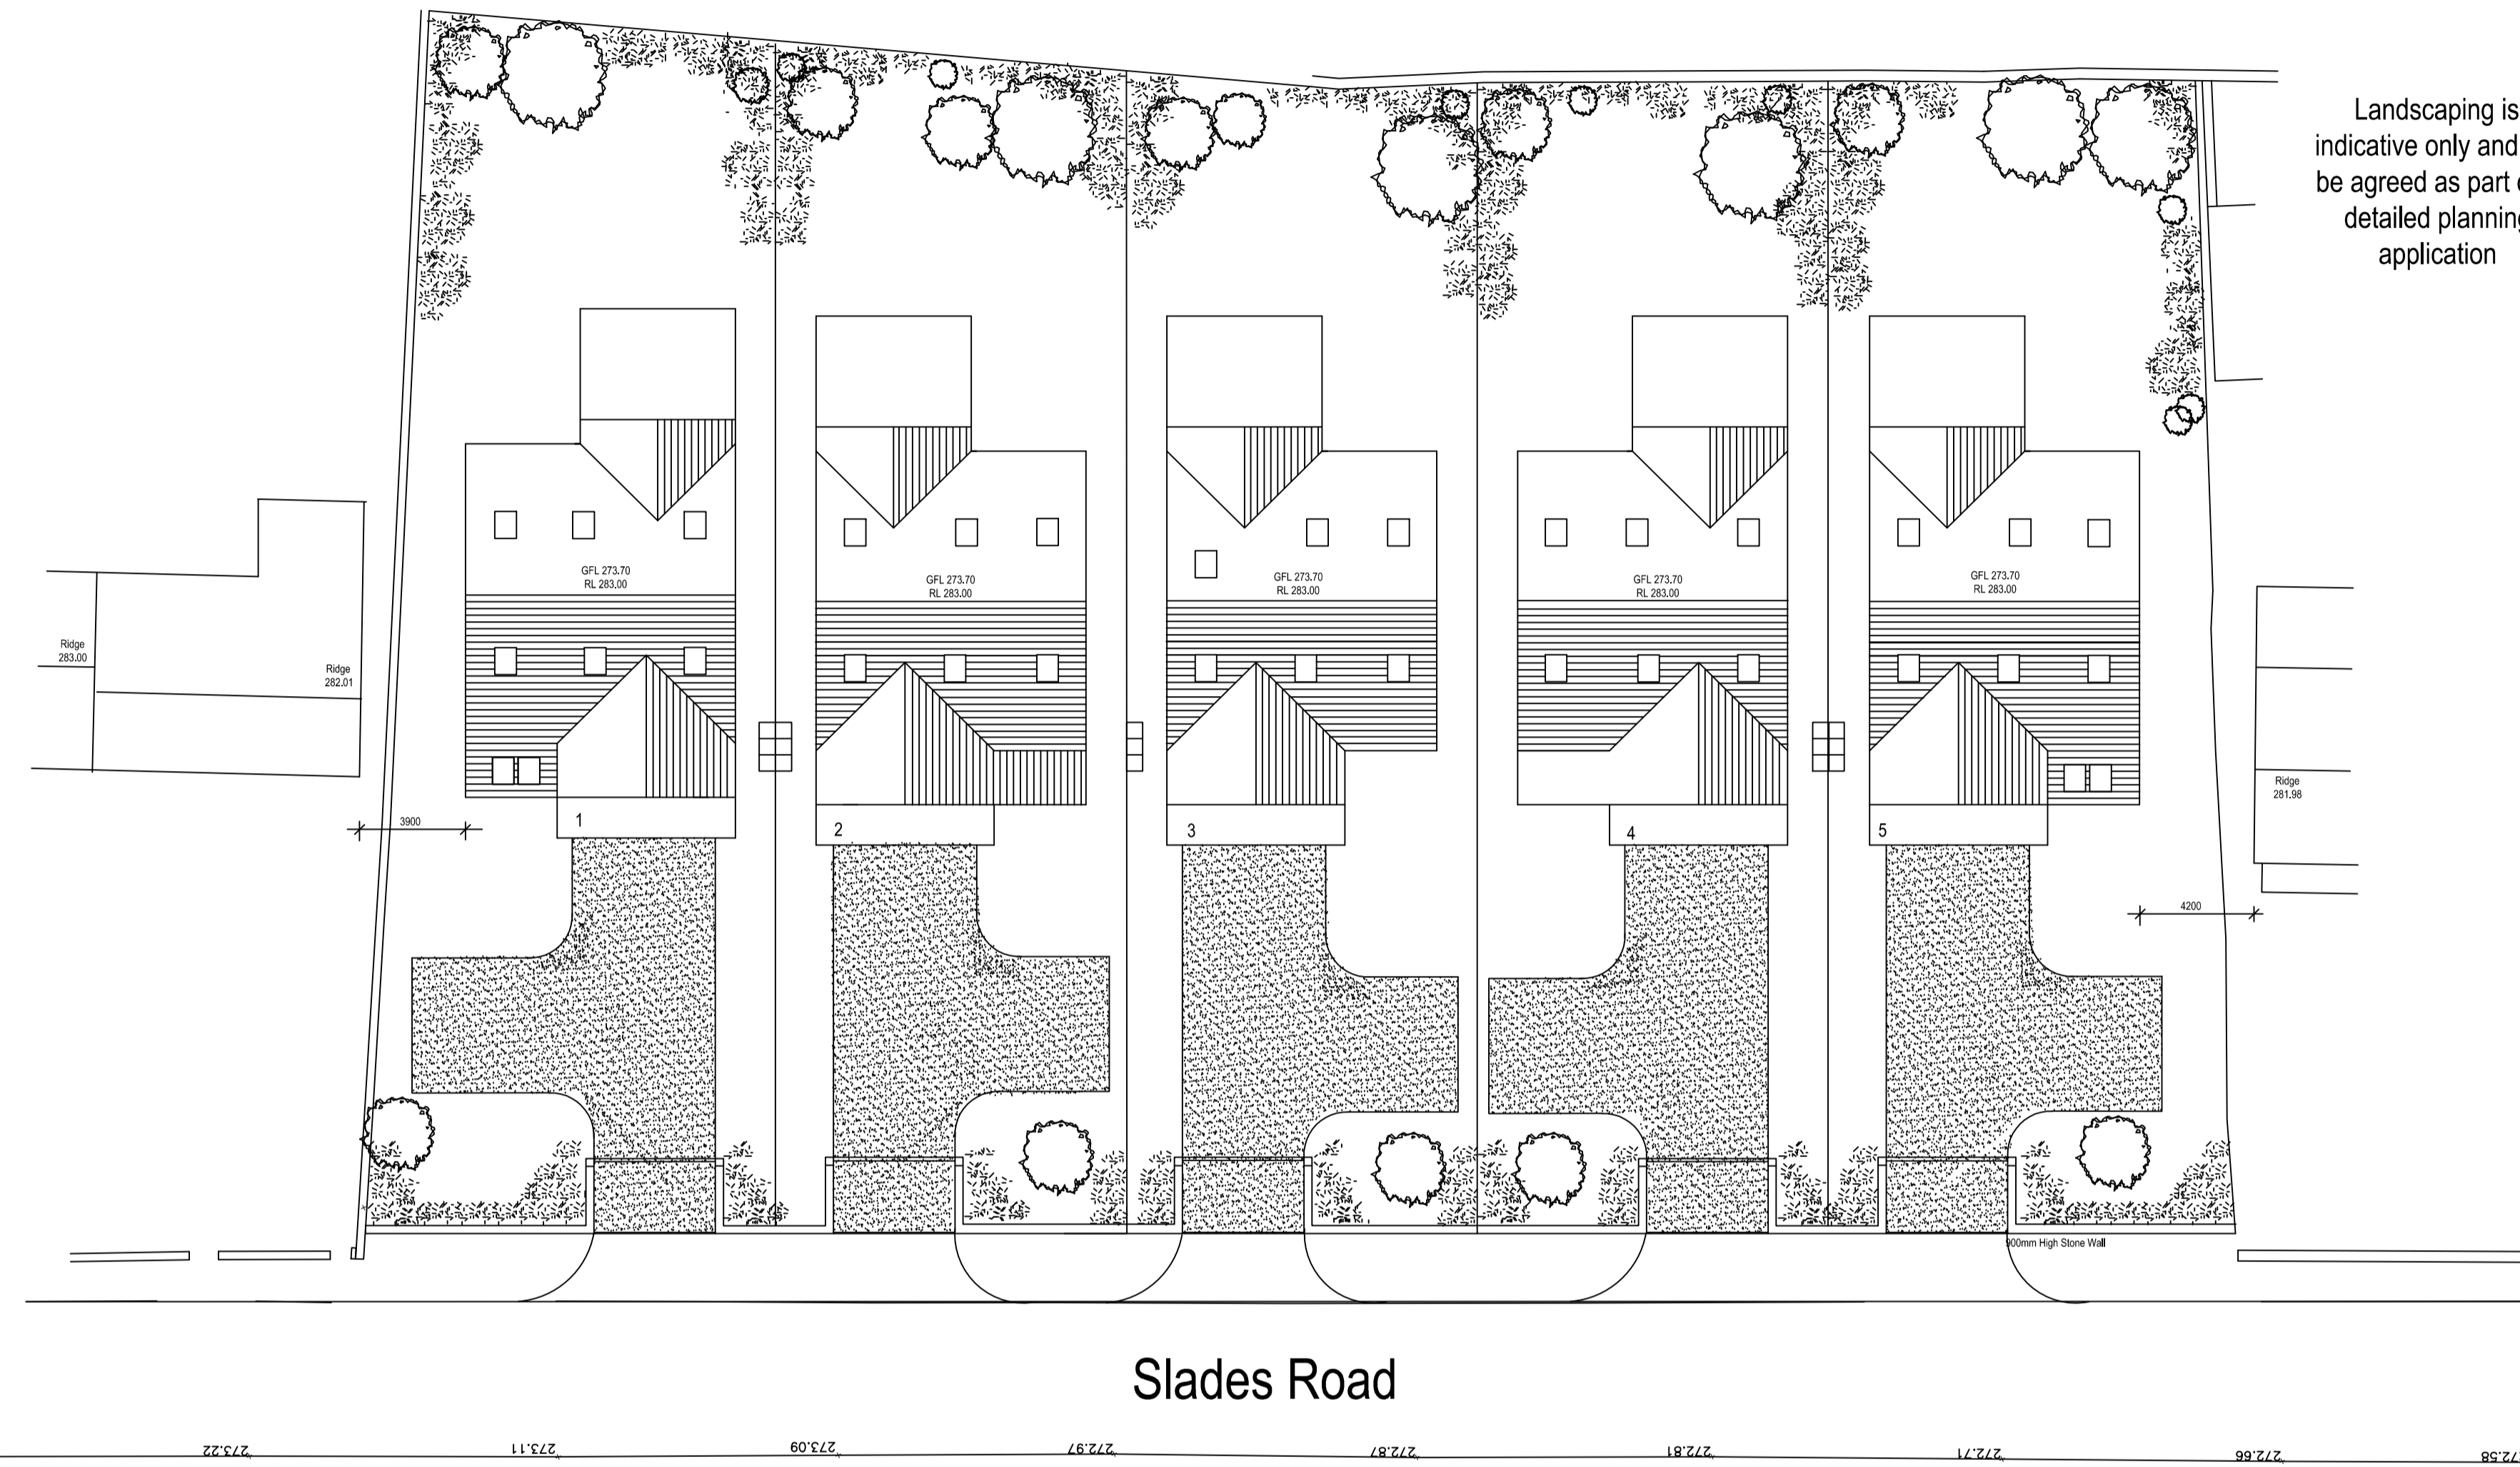 Landscaping is
indicative only and
be agreed as part
detailed planning
application
GFL 273.70
RL 283.00
GFL 273.70
RL 283.00
GFL 273.70
RL 283.00
GFL 273.70
RL 283.00
GFL 273.70
RL 283.00
Ridge
283.00
Ridge
282.01
Ridge
281.98
3900
1
2
3
4
5
4200
900mm High Stone Wall
Slades Road
273.22
273.11
273.09
272.97
272.87
272.81
272.71
272.66